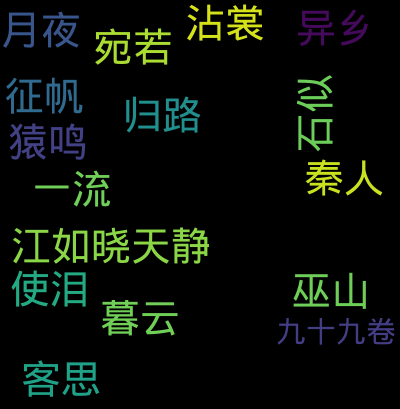 月夜
宛若
沾裳
异乡
征帆
归路
石似
猿鸣
一流
秦人
江如晓天静
使泪
暮云
巫山
九十九卷
客思